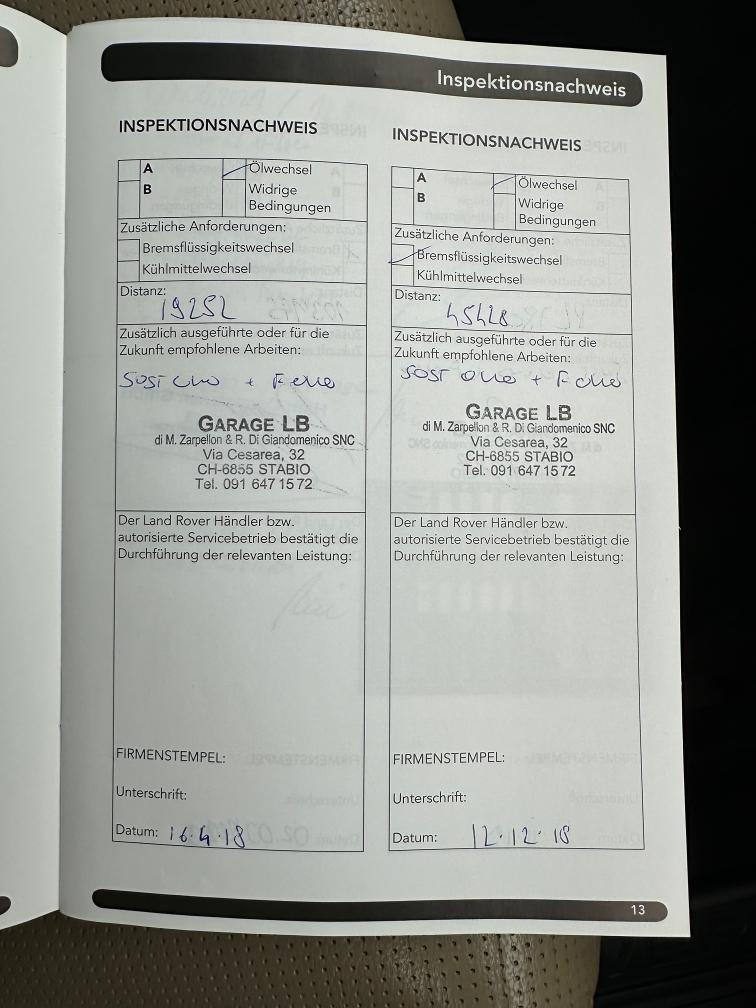 Inspektionsnachweis
INSPEKTIONSNACHWEIS
A
Ölwechsel
B
Widrige
Bedingungen
Zusätzliche Anforderungen:
Bremsflüssigkeitswechsel
Kühlmittelwechsel
Distanz:
19252
Zusätzlich ausgeführte oder für die
Zukunft empfohlene Arbeiten:
SOST + 
GARAGE LB
di M. Zarpellon & R. Di Giandomenico SNC
Via Cesarea, 32
CH-6855 STABIO
Tel. 091 647 15 72
Der Land Rover Händler bzw.
autorisierte Servicebetrieb bestätigt die
Durchführung der relevanten Leistung:
FIRMENSTEMPEL:
Unterschrift:
Datum: 16.4.18
INSPEKTIONSNACHWEIS
A
Ölwechsel
B
Widrige
Bedingungen
Zusätzliche Anforderungen:
Bremsflüssigkeitswechsel
Kühlmittelwechsel
Distanz:
45428
Zusätzlich ausgeführte oder für die
Zukunft empfohlene Arbeiten:
SOST +
GARAGE LB
di M. Zarpellon & R. Di Giandomenico SNC
Via Cesarea, 32
CH-6855 STABIO
Tel. 091 647 15 72
Der Land Rover Händler bzw.
autorisierte Servicebetrieb bestätigt die
Durchführung der relevanten Leistung:
FIRMENSTEMPEL:
Unterschrift:
Datum: 12.12.18
13